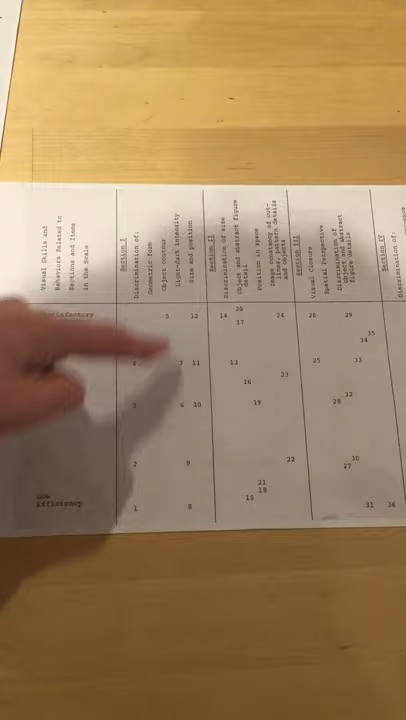 Visual Skills and
Behaviors Related to
Sections and Items
in the Scale
Section I
Discrimination of:
Geometric form
Object contour
Light-dark intensity
Size and position
Section II
Discrimination of size
Object and abstract figure
detail
Position in space
Image constancy of out-
lines, pattern details
and objects
Section III
Visual Closure
Spatial Perspective
Discrimination of
object and abstract
figure details
Section IV
Discrimination of:
Satisfactory
5 12 14 20 24 26 29
17
35
34
4 11 13 25 33
23
16
32
3 6 10 19 28
2 9 22 30
27
21
18
Low
Efficiency
15
1 8 31 36